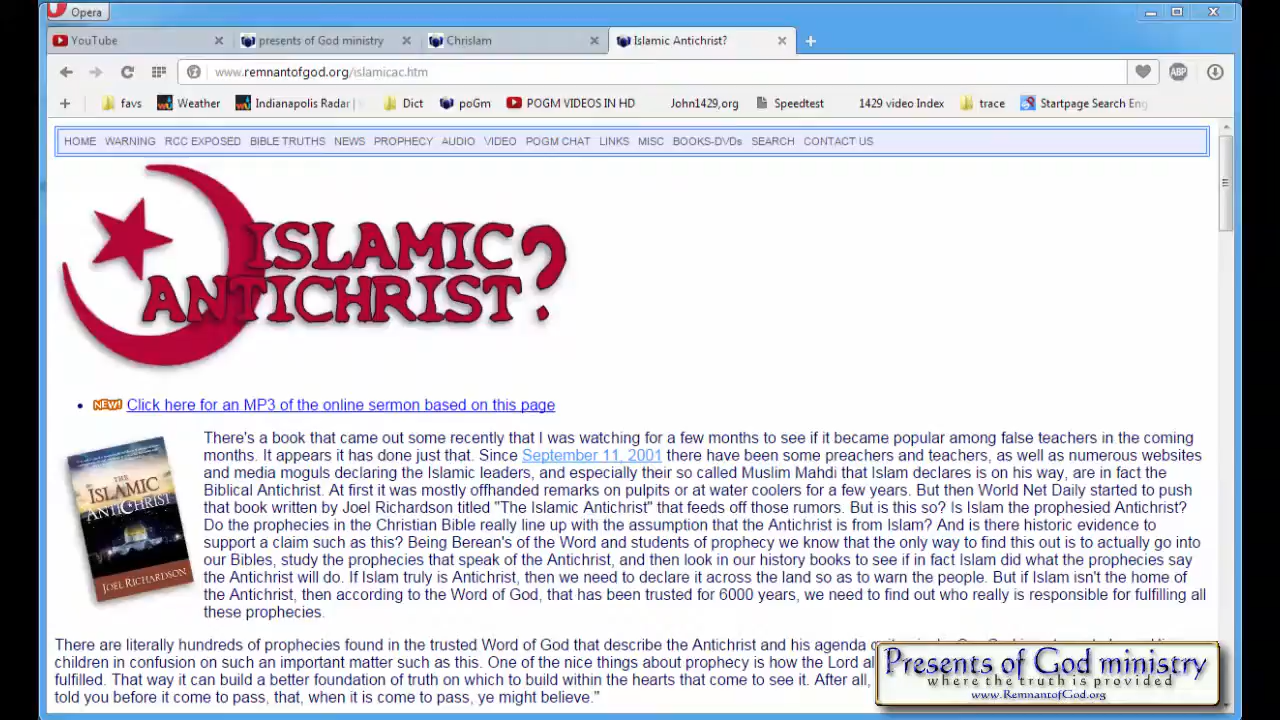 Opera
YouTube
presents of God ministry
Chrislam
Islamic Antichrist?
www.remnantofgod.org/islamicac.htm
ABP
favs Weather Indianapolis Radar | Dict poGm POGM VIDEOS IN HD John1429,org Speedtest 1429 video Index trace Startpage Search Eng
HOME WARNING RCC EXPOSED BIBLE TRUTHS NEWS PROPHECY AUDIO VIDEO POGM CHAT LINKS MISC BOOKS-DVDs SEARCH CONTACT US
ISLAMIC
ANTICHRIST?
NEW! Click here for an MP3 of the online sermon based on this page
There's a book that came out some recently that I was watching for a few months to see if it became popular among false teachers in the coming
months. It appears it has done just that. Since September 11, 2001 there have been some preachers and teachers, as well as numerous websites
and media moguls declaring the Islamic leaders, and especially their so called Muslim Mahdi that Islam declares is on his way, are in fact the
Biblical Antichrist. At first it was mostly offhanded remarks on pulpits or at water coolers for a few years. But then World Net Daily started to push
that book written by Joel Richardson titled "The Islamic Antichrist" that feeds off those rumors. But is this so? Is Islam the prophesied Antichrist?
Do the prophecies in the Christian Bible really line up with the assumption that the Antichrist is from Islam? And is there historic evidence to
support a claim such as this? Being Berean's of the Word and students of prophecy we know that the only way to find this out is to actually go into
our Bibles, study the prophecies that speak of the Antichrist, and then look in our history books to see if in fact Islam did what the prophecies say
the Antichrist will do. If Islam truly is Antichrist, then we need to declare it across the land so as to warn the people. But if Islam isn't the home of
the Antichrist, then according to the Word of God, that has been trusted for 6000 years, we need to find out who really is responsible for fulfilling all
these prophecies.
THE
ISLAMIC
ANTICHRIST
JOEL RICHARDSON
There are literally hundreds of prophecies found in the trusted Word of God that describe the Antichrist and his agenda
children in confusion on such an important matter such as this. One of the nice things about prophecy is how the Lord
fulfilled. That way it can build a better foundation of truth on which to build within the hearts that come to see it. After all,
told you before it come to pass, that, when it is come to pass, ye might believe."
Presents of God ministry
where the truth is provided
www.RemnantofGod.org